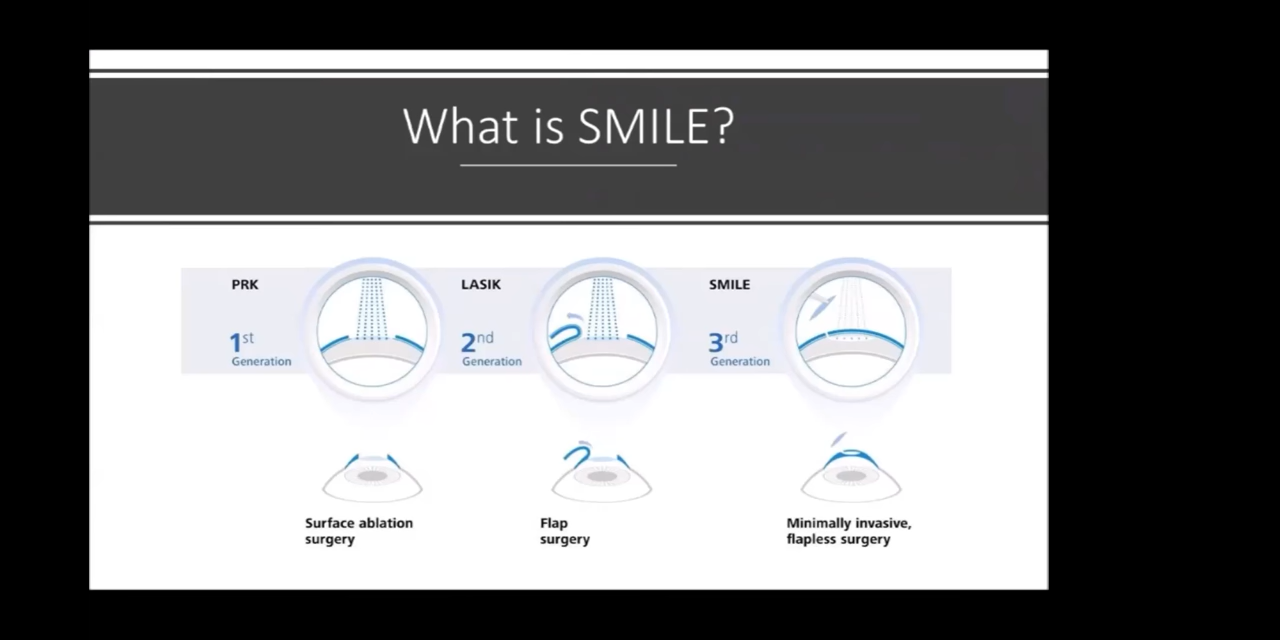 What is SMILE?
PRK
1st
Generation
LASIK
2nd
Generation
SMILE
3rd
Generation
Surface ablation
surgery
Flap
surgery
Minimally invasive,
flapless surgery